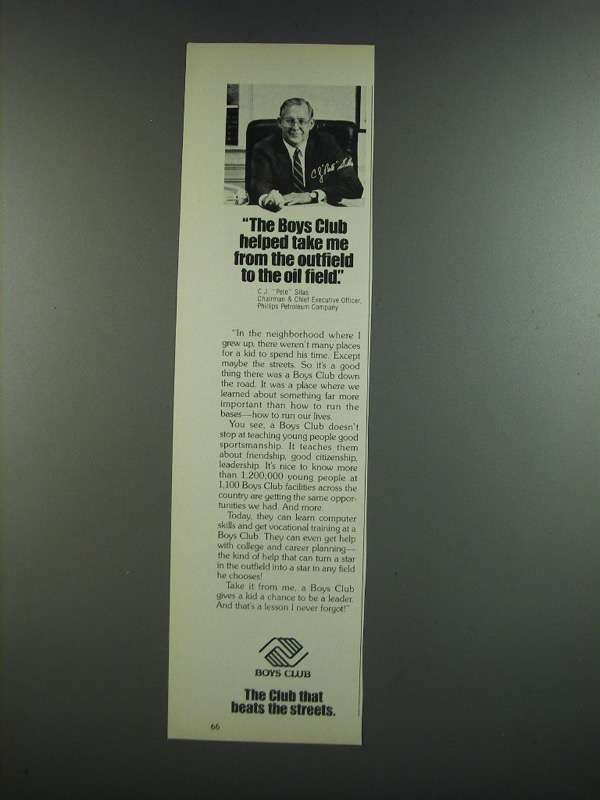 C.J. "Pete" Silas
"The Boys Club
helped take me
from the outfield
to the oil field."
C.J. "Pete" Silas,
Chairman & Chief Executive Officer,
Phillips Petroleum Company
"In the neighborhood where I
grew up, there weren't many places
for a kid to spend his time. Except
maybe the streets. So it's a good
thing there was a Boys Club down
the road. It was a place where we
learned about something far more
important than how to run the
bases—how to run our lives.
You see, a Boys Club doesn't
stop at teaching young people good
sportsmanship. It teaches them
about friendship, good citizenship,
leadership. It's nice to know more
than 1,200,000 young people at
1,100 Boys Club facilities across the
country are getting the same oppor-
tunities we had. And more.
Today, they can learn computer
skills and get vocational training at a
Boys Club. They can even get help
with college and career planning—
the kind of help that can turn a star
in the outfield into a star in any field
he chooses!
Take it from me, a Boys Club
gives a kid a chance to be a leader.
And that's a lesson I never forgot!"
BOYS CLUB
The Club that
beats the streets.
66